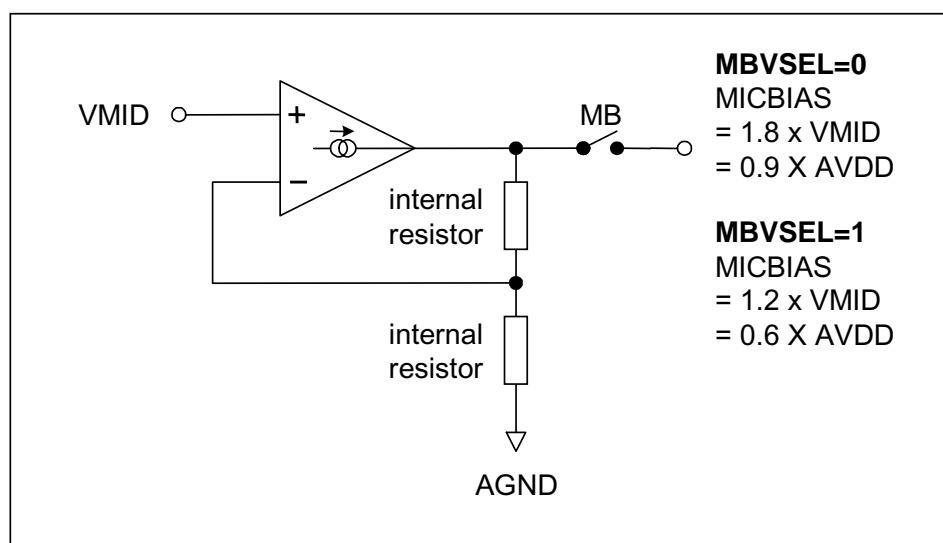 VMID
+
−
MB
internal
resistor
internal
resistor
AGND
MBVSEL=0
MICBIAS
= 1.8 x VMID
= 0.9 X AVDD
MBVSEL=1
MICBIAS
= 1.2 x VMID
= 0.6 X AVDD